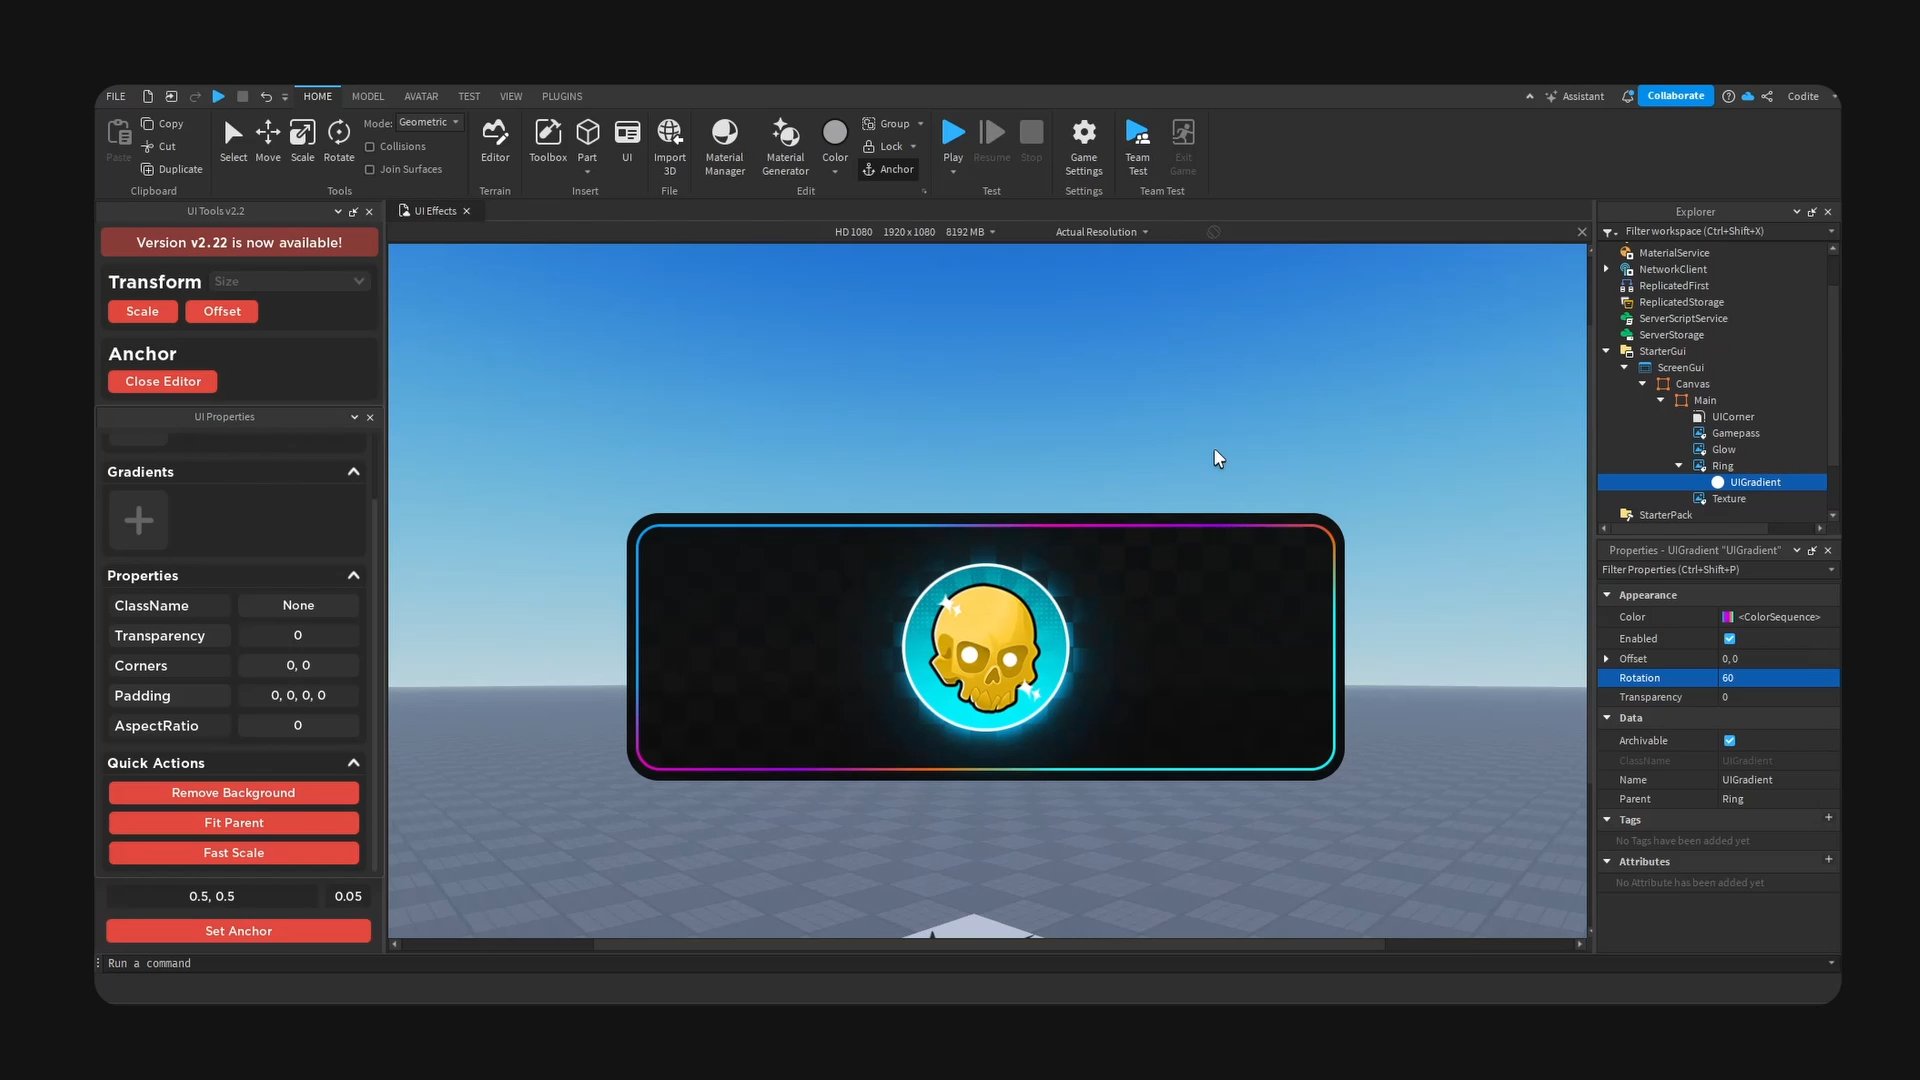 FILE HOME MODEL AVATAR TEST VIEW PLUGINS Assistant Collaborate Codite
Paste Copy Cut Duplicate Clipboard
Select Move Scale Rotate Mode: Geometric Collisions Join Surfaces Tools
Editor Terrain
Toolbox Part UI Insert
Import 3D File
Material Manager Material Generator Color Group Lock Anchor Edit
Play Resume Stop Test
Game Settings Settings
Team Test Exit Game Team Test
UI Tools v2.2
Version v2.22 is now available!
Transform Size
Scale Offset
Anchor
Close Editor
UI Properties
Gradients
Properties
ClassName None
Transparency 0
Corners 0, 0
Padding 0, 0, 0, 0
AspectRatio 0
Quick Actions
Remove Background
Fit Parent
Fast Scale
0.5, 0.5 0.05
Set Anchor
Run a command
UI Effects
HD 1080 1920 x 1080 8192 MB Actual Resolution
Explorer
Filter workspace (Ctrl+Shift+X)
MaterialService
NetworkClient
ReplicatedFirst
ReplicatedStorage
ServerScriptService
ServerStorage
StarterGui
ScreenGui
Canvas
Main
UICorner
Gamepass
Glow
Ring
UIGradient
Texture
StarterPack
Properties - UIGradient "UIGradient"
Filter Properties (Ctrl+Shift+P)
Appearance
Color <ColorSequence>
Enabled
Offset 0, 0
Rotation 60
Transparency 0
Data
Archivable
ClassName UIGradient
Name UIGradient
Parent Ring
Tags
No Tags have been added yet
Attributes
No Attribute has been added yet